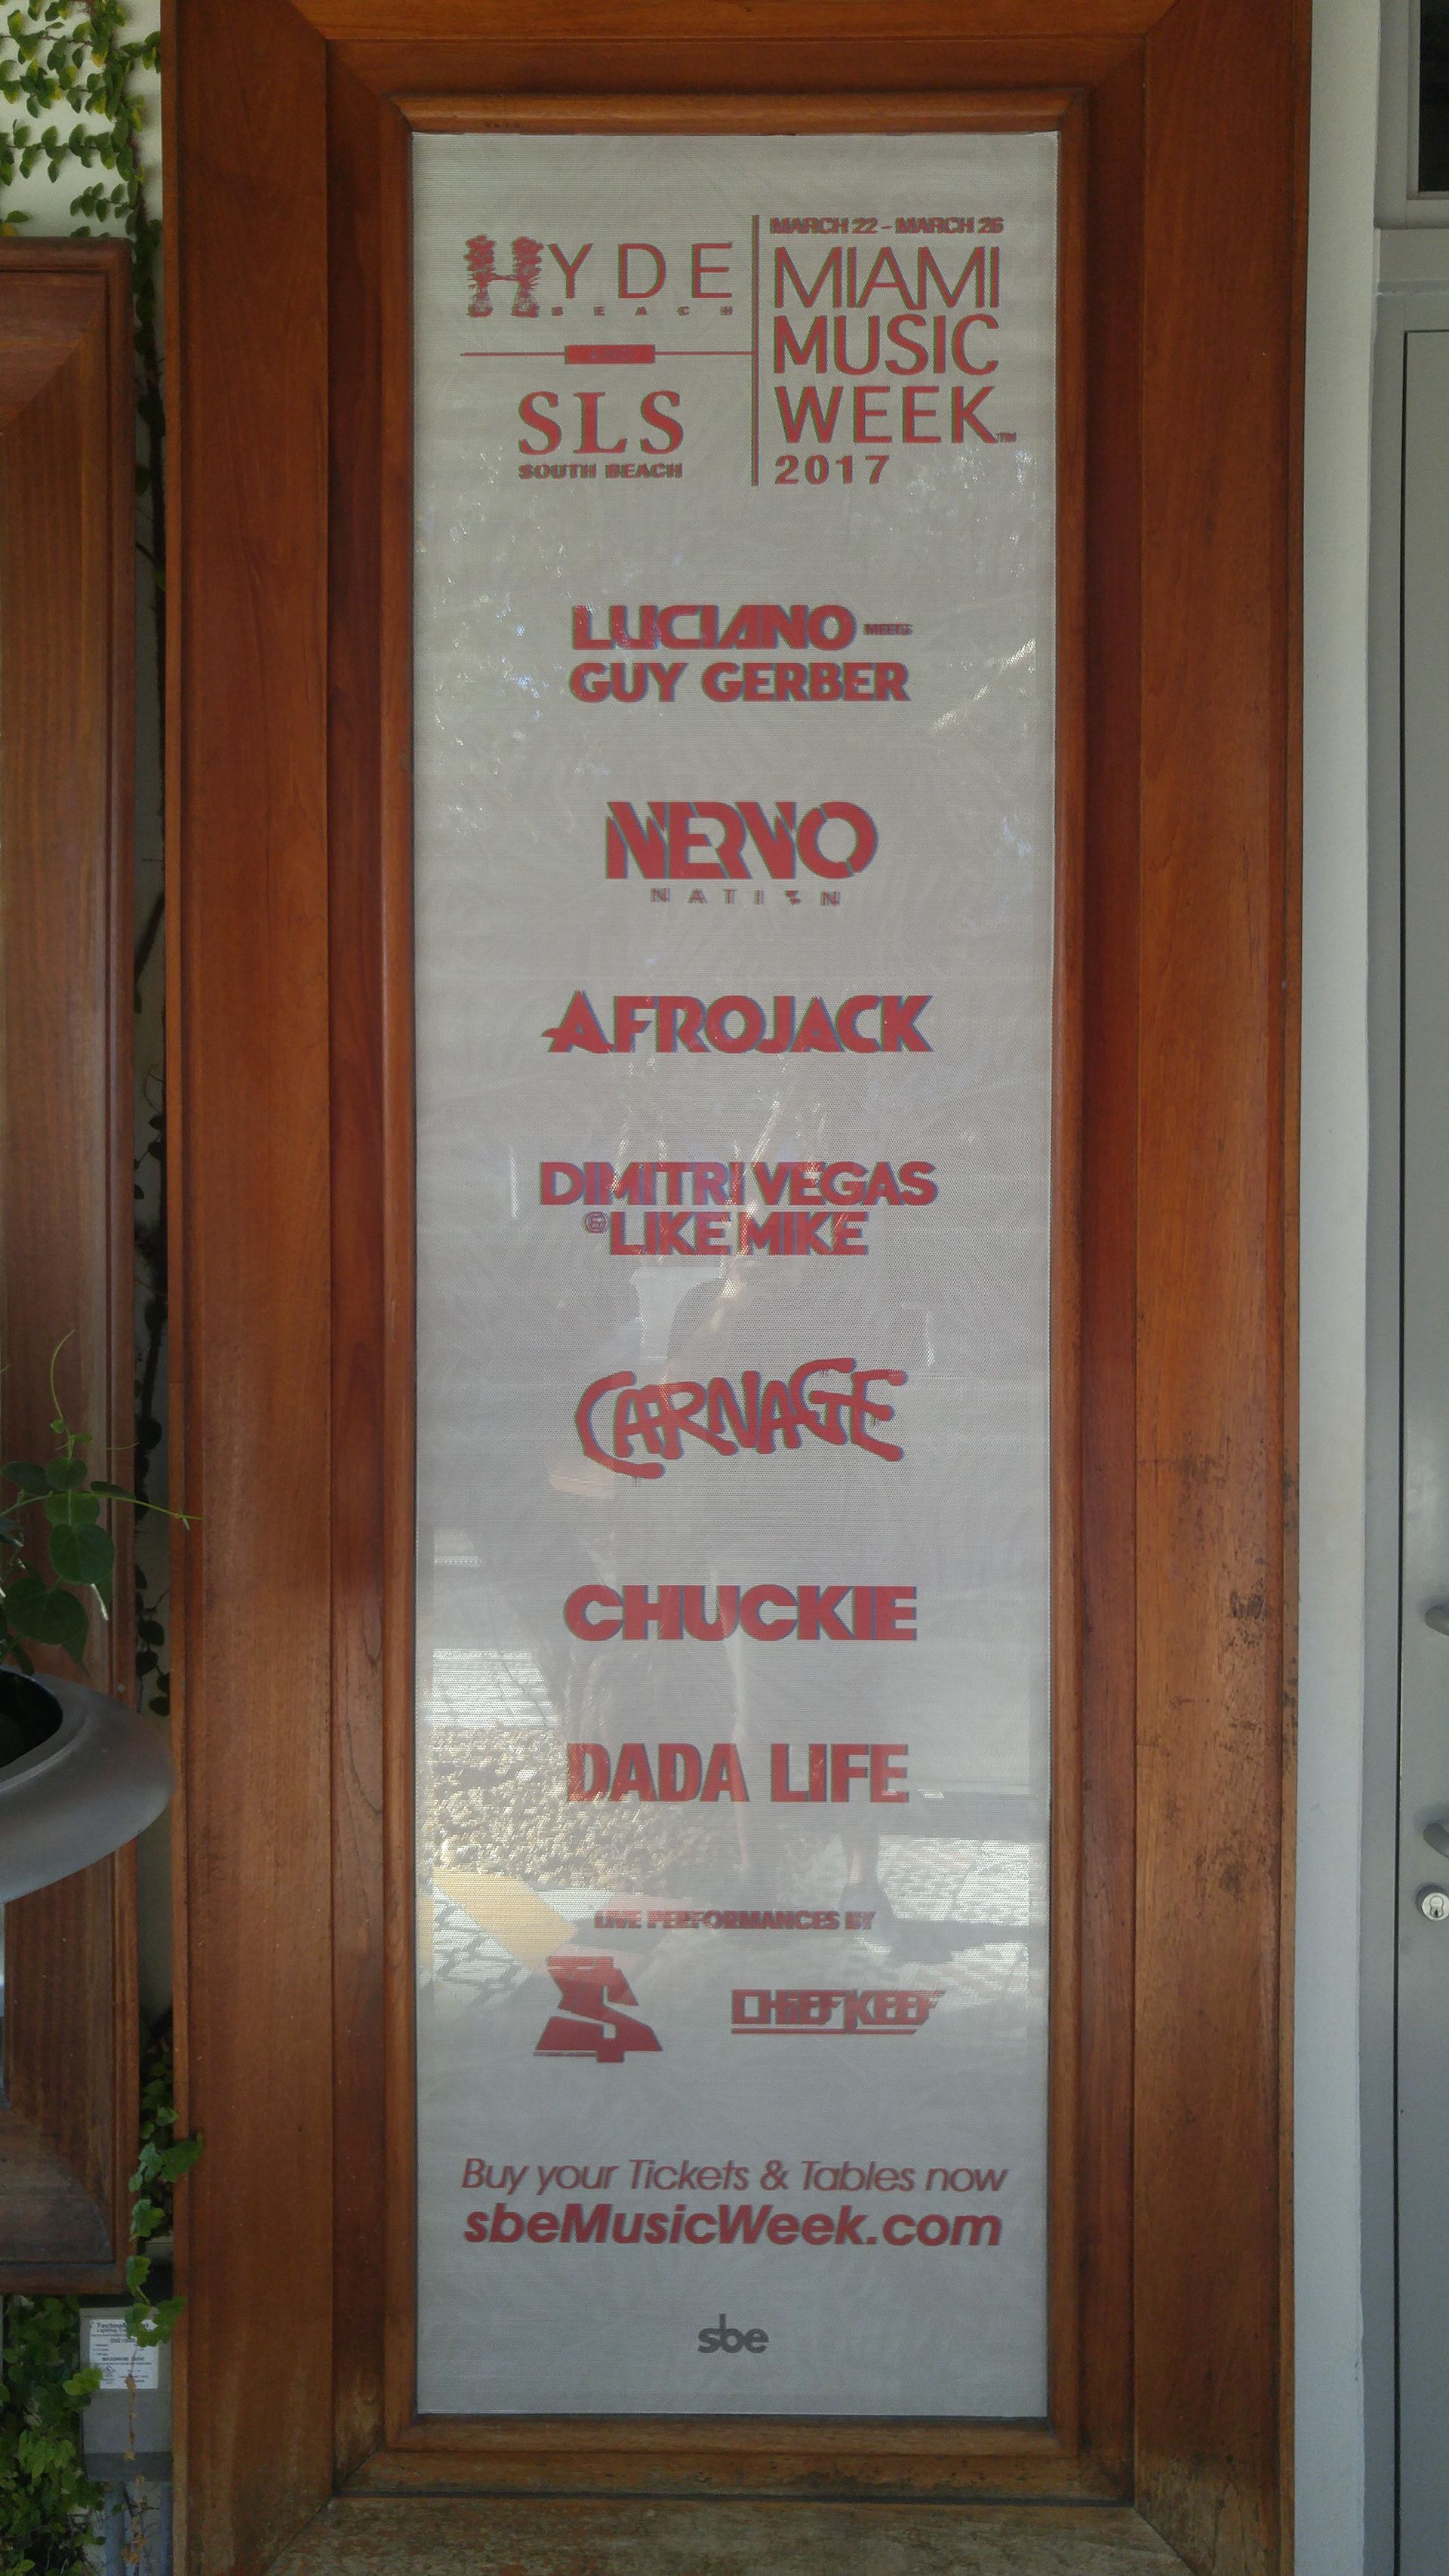 HYDE
BEACH
SLS
SOUTH BEACH
MARCH 22 - MARCH 26
MIAMI
MUSIC
WEEK™
2017
LUCIANO MEETS
GUY GERBER
NERVO
NATION
AFROJACK
DIMITRI VEGAS
& LIKE MIKE
CARNAGE
CHUCKIE
DADA LIFE
LIVE PERFORMANCES BY
CHIEF KEEF
Buy your Tickets & Tables now
sbeMusicWeek.com
sbe